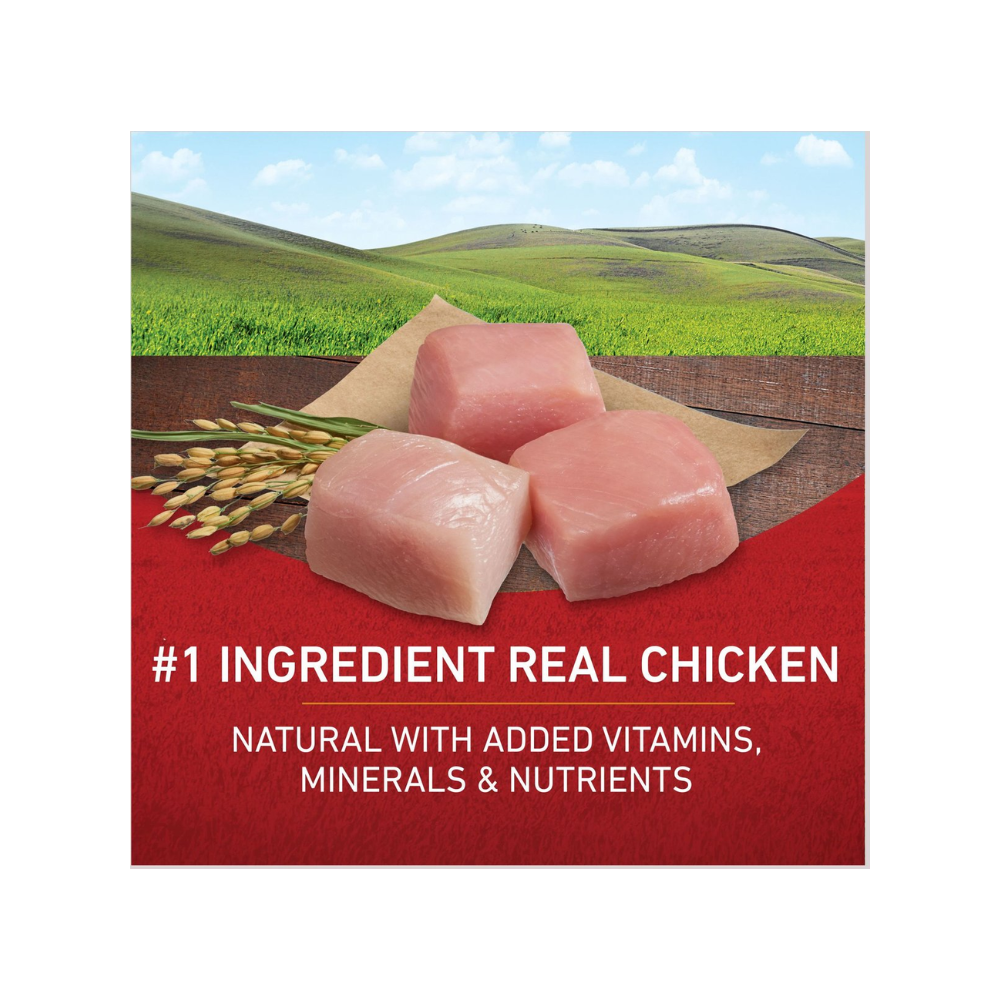 #1 INGREDIENT REAL CHICKEN
NATURAL WITH ADDED VITAMINS,
MINERALS & NUTRIENTS